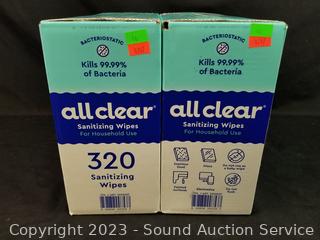 BACTERIOSTATIC
Kills 99.99%
of Bacteria
all clear
Sanitizing Wipes
For Household Use
320
Sanitizing
Wipes
BACTERIOSTATIC
Kills 99.99%
of Bacteria
all clear
Sanitizing Wipes
For Household Use
Electronics
Copyright 2023 - Sound Auction Service